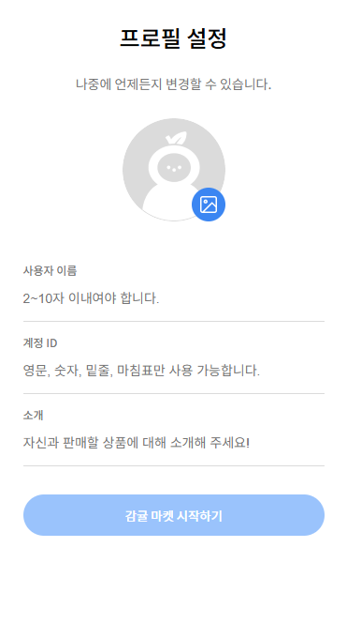 프로필 설정
나중에 언제든지 변경할 수 있습니다.
사용자 이름
2~10자 이내여야 합니다.
계정 ID
영문, 숫자, 밑줄, 마침표만 사용 가능합니다.
소개
자신과 판매할 상품에 대해 소개해 주세요!
감귤 마켓 시작하기